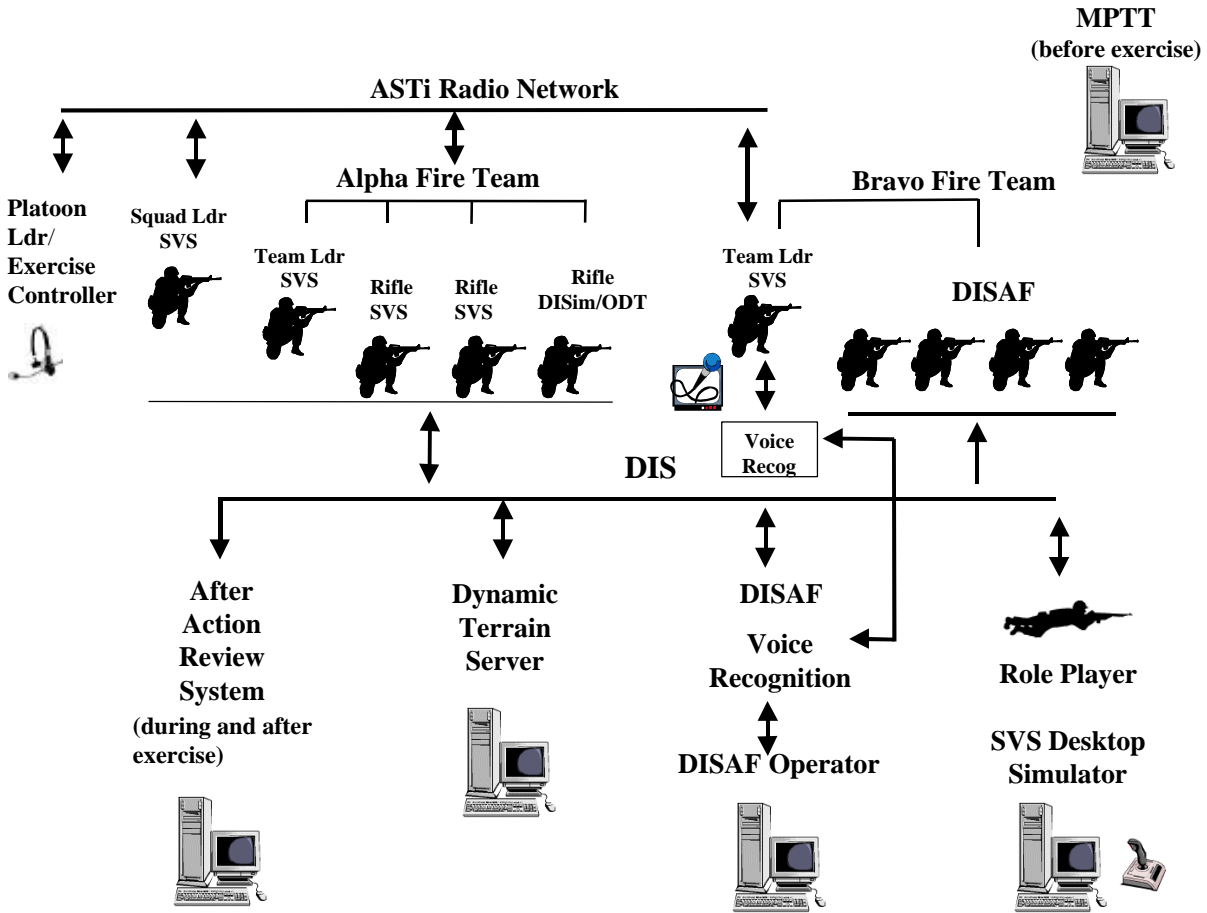 MPTT
(before exercise)
ASTi Radio Network
Alpha Fire Team
Bravo Fire Team
Platoon
Ldr/
Exercise
Controller
Squad Ldr
SVS
Team Ldr
SVS
Rifle
SVS
Rifle
SVS
Rifle
DISim/ODT
Team Ldr
SVS
DISAF
Voice
Recog
DIS
After
Action
Review
System
(during and after
exercise)
Dynamic
Terrain
Server
DISAF
Voice
Recognition
DISAF Operator
Role Player
SVS Desktop
Simulator